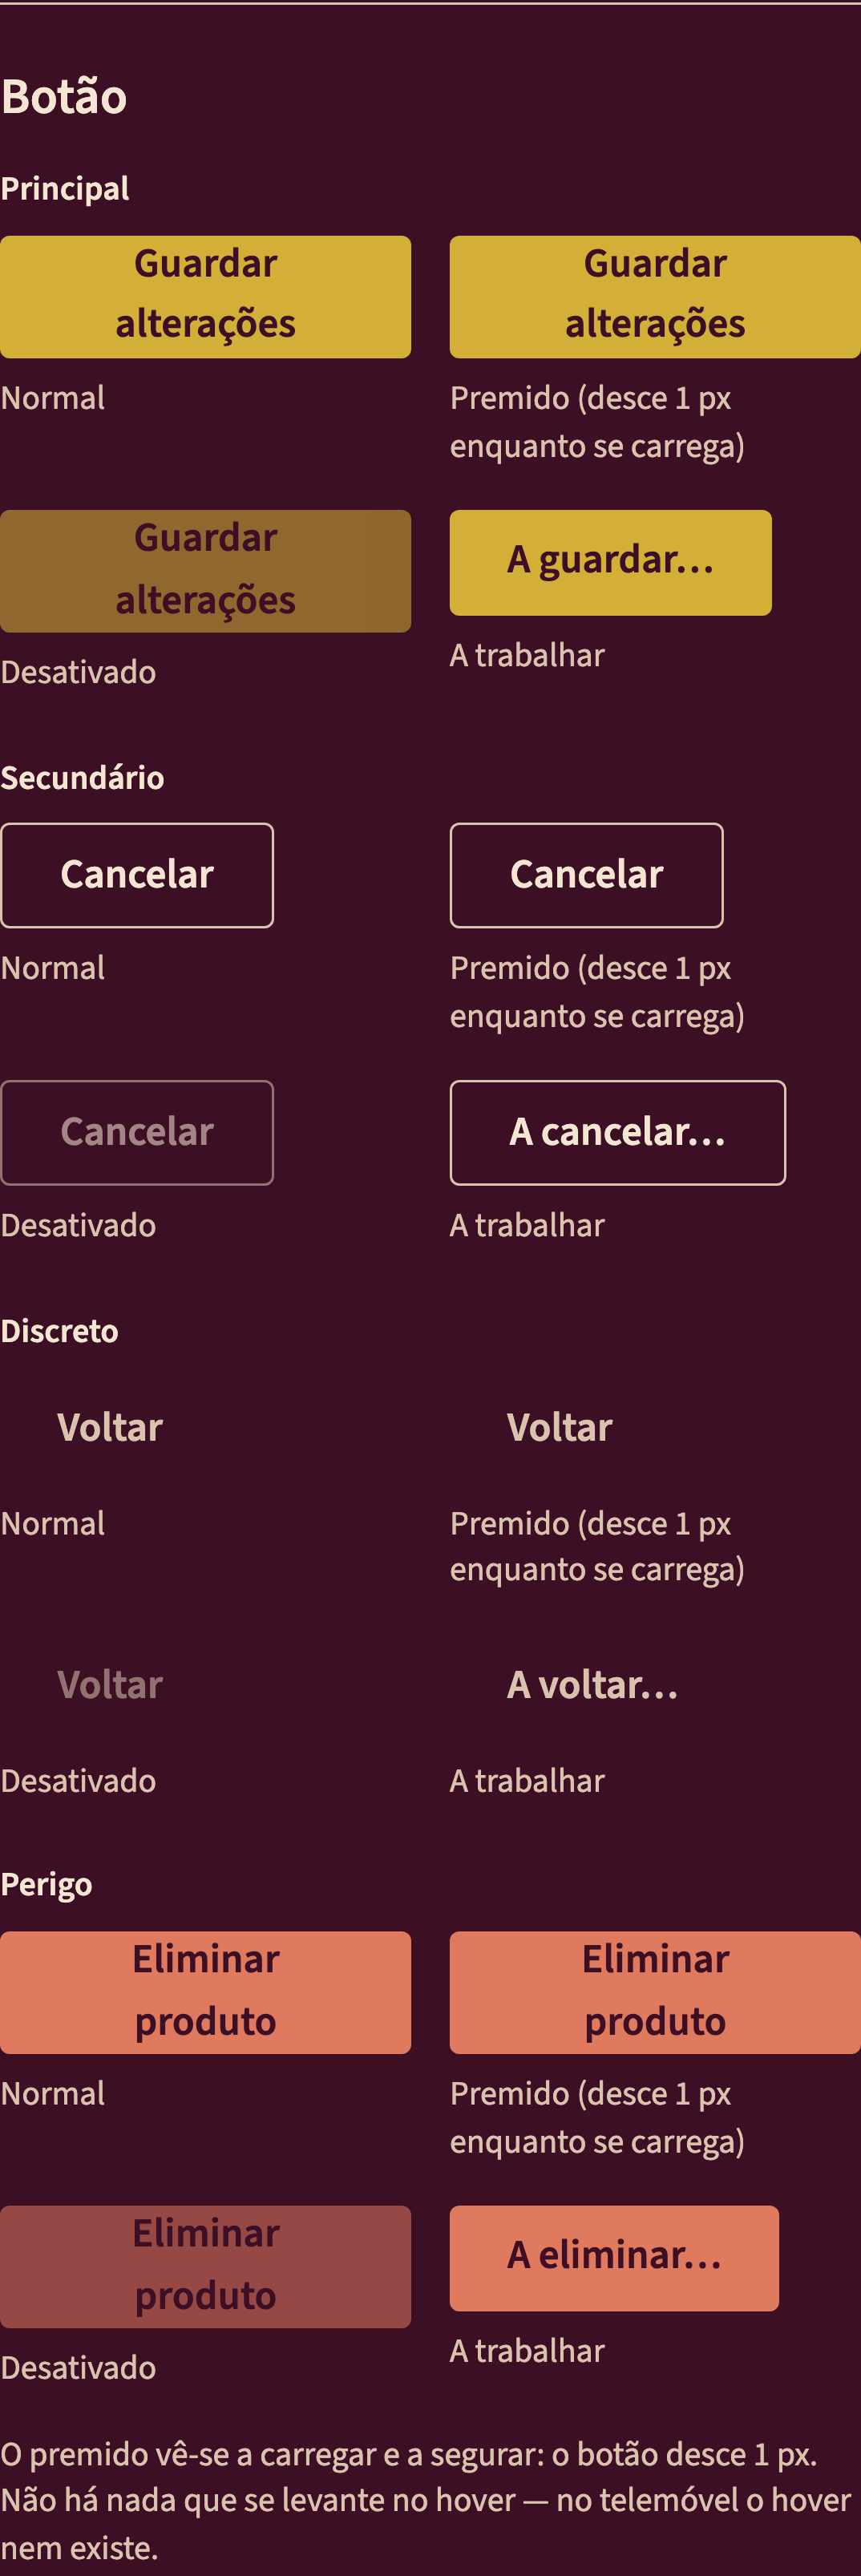 Botão
Principal
Guardar
alterações
Guardar
alterações
Normal
Premido (desce 1 px
enquanto se carrega)
Guardar
alterações
A guardar…
Desativado
A trabalhar
Secundário
Cancelar
Cancelar
Normal
Premido (desce 1 px
enquanto se carrega)
Cancelar
A cancelar…
Desativado
A trabalhar
Discreto
Voltar
Voltar
Normal
Premido (desce 1 px
enquanto se carrega)
Voltar
A voltar…
Desativado
A trabalhar
Perigo
Eliminar
produto
Eliminar
produto
Normal
Premido (desce 1 px
enquanto se carrega)
Eliminar
produto
A eliminar…
Desativado
A trabalhar
O premido vê-se a carregar e a segurar: o botão desce 1 px.
Não há nada que se levante no hover — no telemóvel o hover
nem existe.